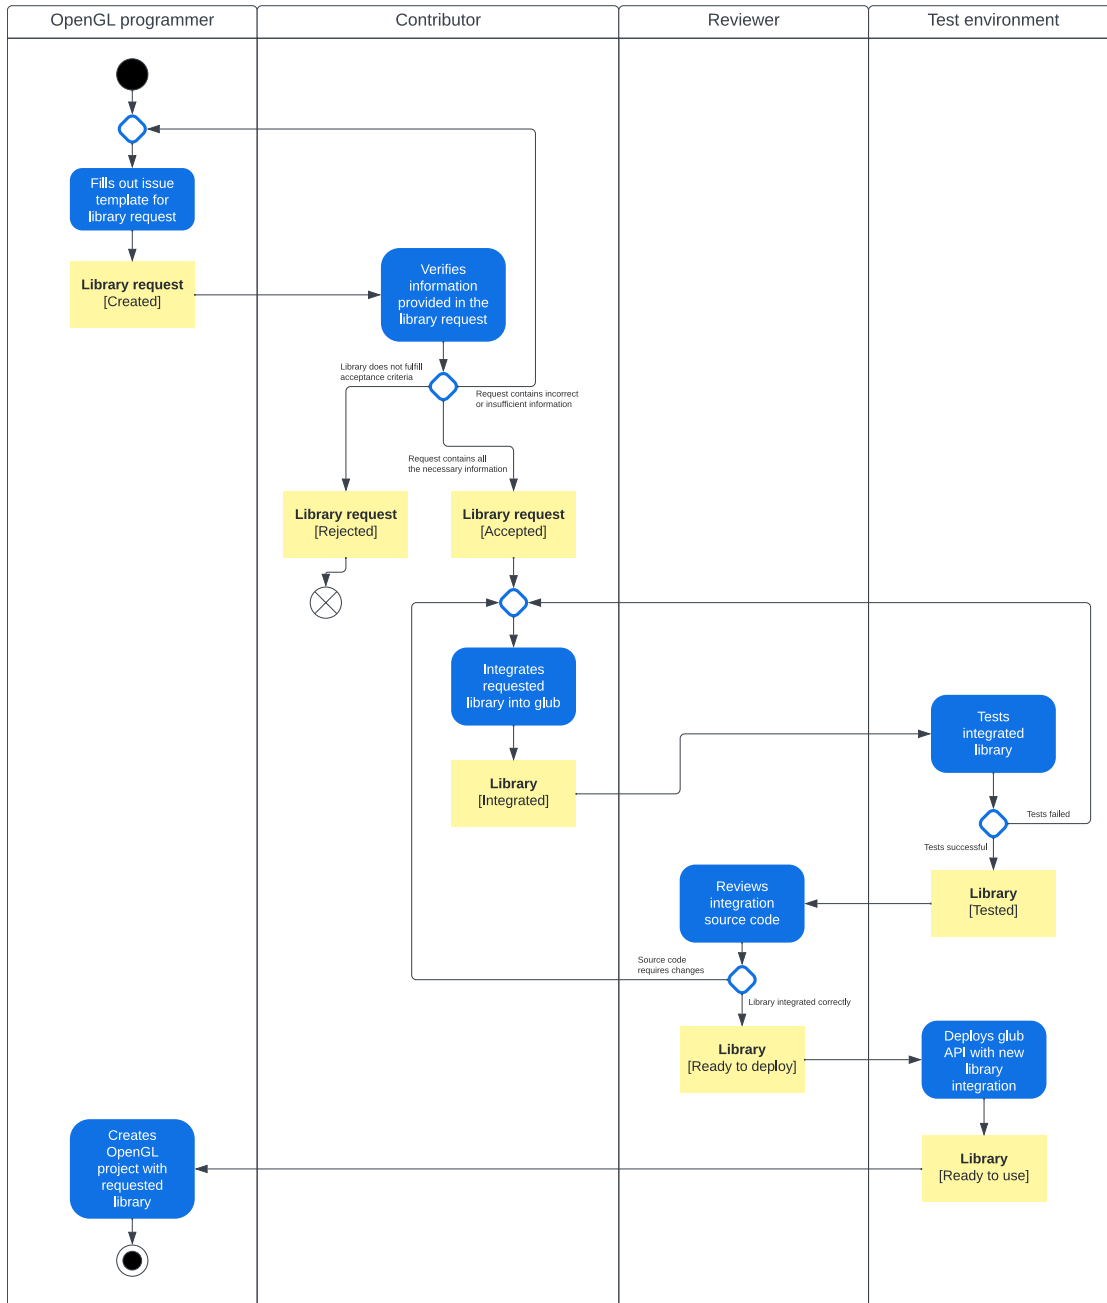 OpenGL programmer
Contributor
Reviewer
Test environment
Fills out issue
template for
library request
Library request
[Created]
Verifies
information
provided in the
library request
Library does not fulfill
acceptance criteria
Request contains incorrect
or insufficient information
Request contains all
the necessary information
Library request
[Rejected]
Library request
[Accepted]
Integrates
requested
library into glub
Library
[Integrated]
Tests
integrated
library
Tests failed
Tests successful
Library
[Tested]
Reviews
integration
source code
Source code
requires changes
Library integrated correctly
Library
[Ready to deploy]
Deploys glub
API with new
library
integration
Library
[Ready to use]
Creates
OpenGL
project with
requested
library